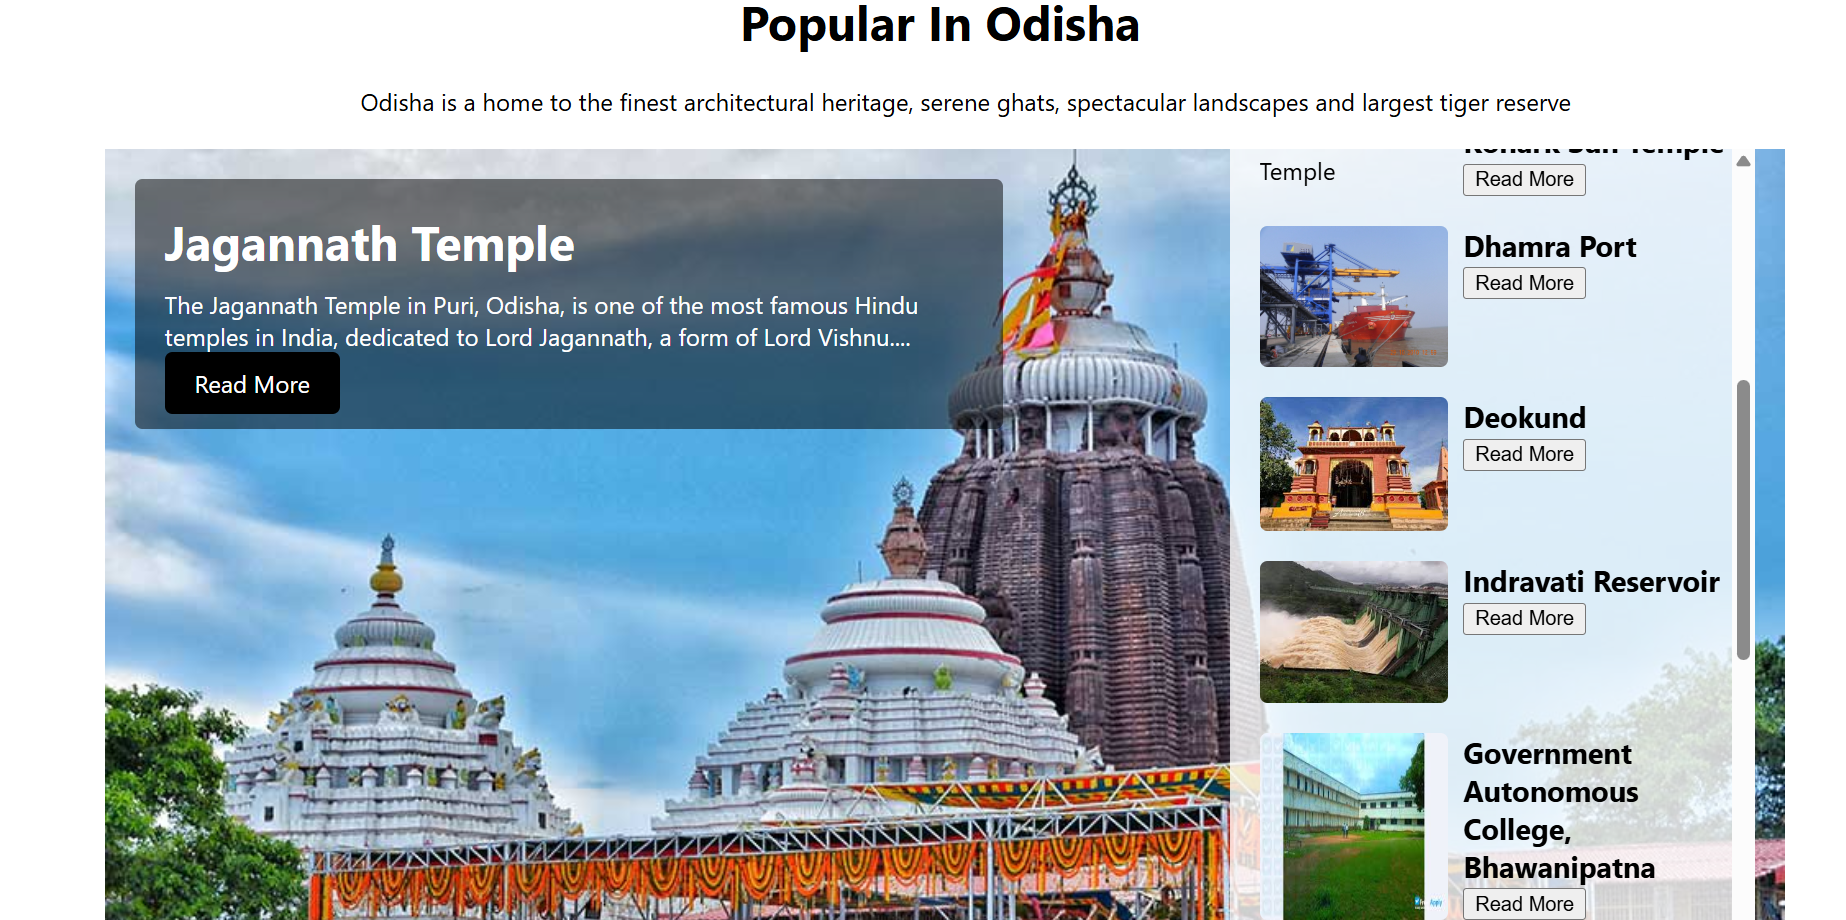 Popular In Odisha
Odisha is a home to the finest architectural heritage, serene ghats, spectacular landscapes and largest tiger reserve
Jagannath Temple
The Jagannath Temple in Puri, Odisha, is one of the most famous Hindu
temples in India, dedicated to Lord Jagannath, a form of Lord Vishnu....
Read More
Temple
Konark Sun Temple
Read More
Dhamra Port
Read More
Deokund
Read More
Indravati Reservoir
Read More
Government
Autonomous
College,
Bhawanipatna
Read More